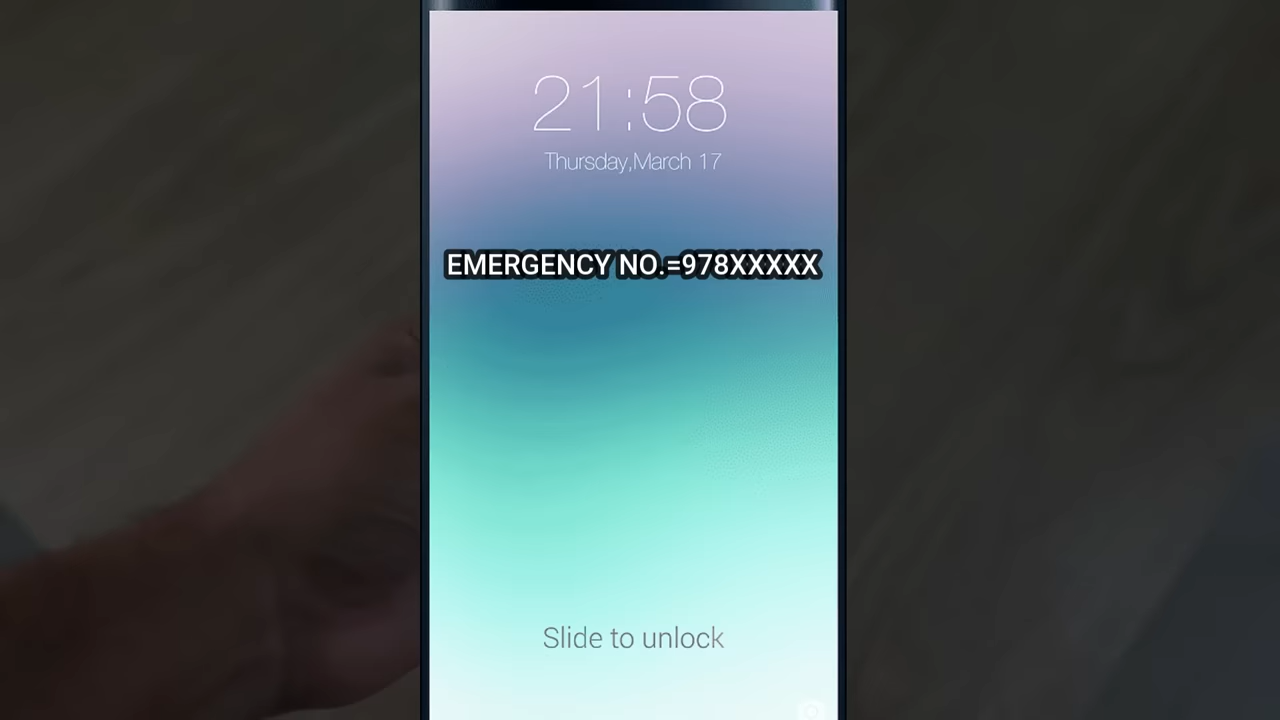 21:58
Thursday,March 17
EMERGENCY NO.=978XXXXX
Slide to unlock